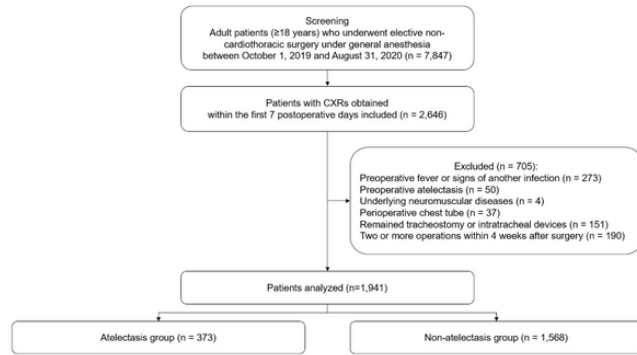 Screening
Adult patients (≥18 years) who underwent elective non-
cardiothoracic surgery under general anesthesia
between October 1, 2019 and August 31, 2020 (n = 7,847)
Patients with CXRs obtained
within the first 7 postoperative days included (n = 2,646)
Excluded (n = 705):
Preoperative fever or signs of another infection (n = 273)
Preoperative atelectasis (n = 50)
Underlying neuromuscular diseases (n = 4)
Perioperative chest tube (n = 37)
Remained tracheostomy or intratracheal devices (n = 151)
Two or more operations within 4 weeks after surgery (n = 190)
Patients analyzed (n=1,941)
Atelectasis group (n = 373)
Non-atelectasis group (n = 1,568)